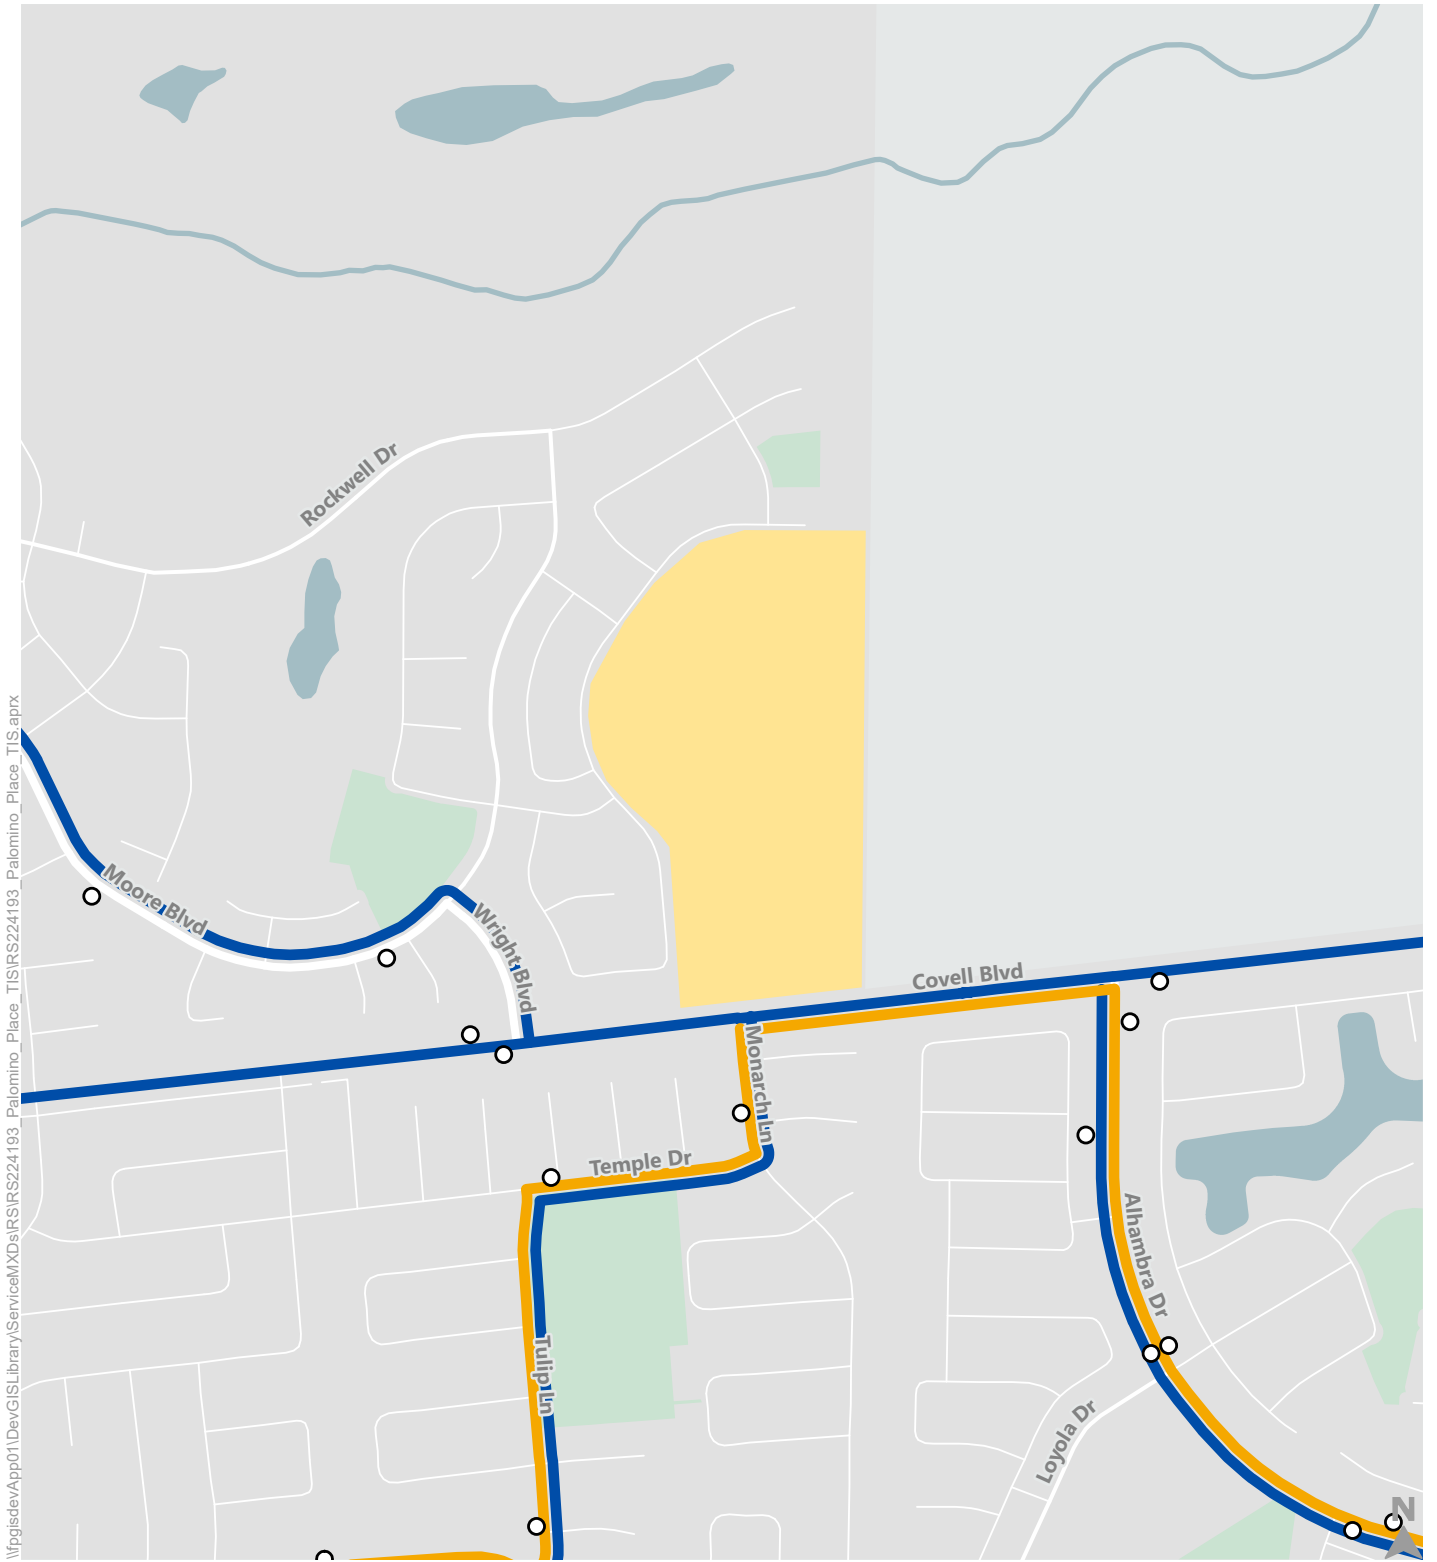 Rockwell Dr
Moore Blvd
Wright Blvd
Covell Blvd
Monarch Ln
Temple Dr
Alhambra Dr
Tulip Ln
Loyola Dr
N
\\fpgisdevApp01\DevGISLibrary\ServiceMXDs\RS\RS224193_Palomino_Place_TIS\RS224193_Palomino_Place_TIS.aprx